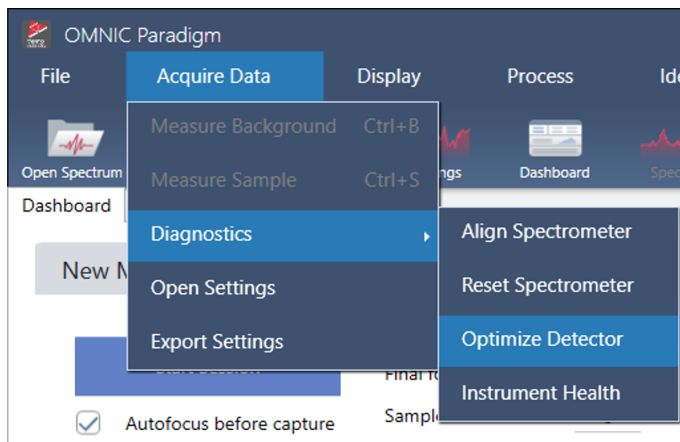 OMNIC Paradigm
File Acquire Data Display Process
Measure Background Ctrl+B
Open Spectrum Dashboard
Measure Sample Ctrl+S
Dashboard
Diagnostics Align Spectrometer
New
Open Settings Reset Spectrometer
Export Settings Optimize Detector
Instrument Health
Autofocus before capture